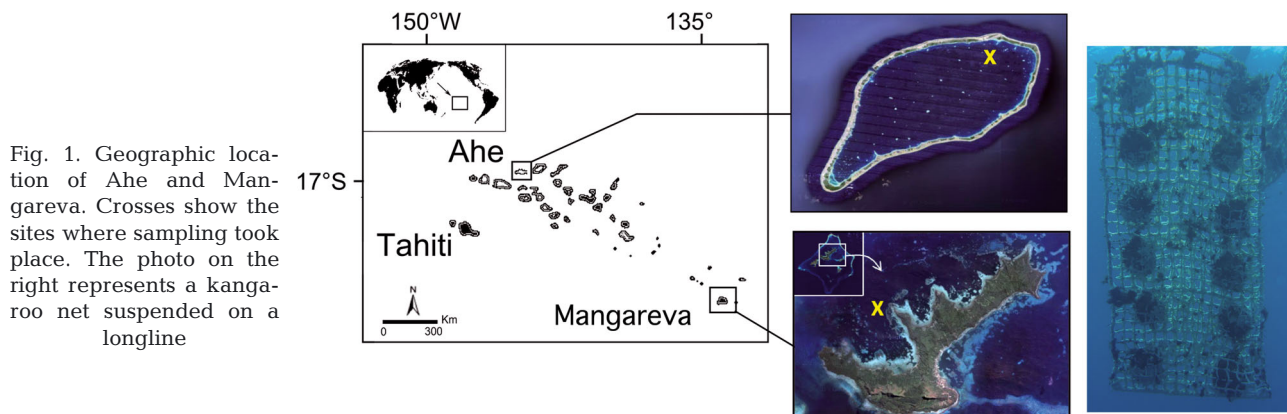 Fig. 1. Geographic loca-
tion of Ahe and Man-
gareva. Crosses show the
sites where sampling took
place. The photo on the
right represents a kanga-
roo net suspended on a
longline
150°W
135°
17°S
Ahe
Tahiti
Mangareva
N
Km
0
300
X
X